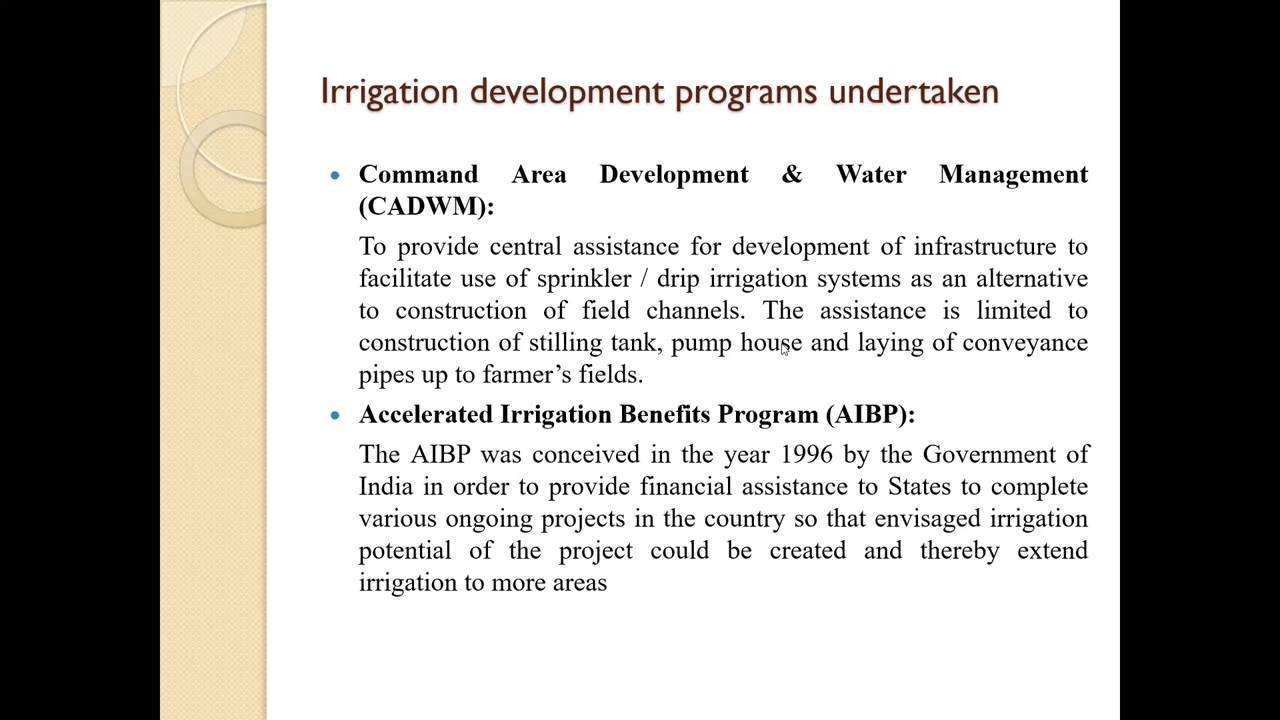 Irrigation development programs undertaken
• Command Area Development & Water Management
(CADWM):
To provide central assistance for development of infrastructure to
facilitate use of sprinkler / drip irrigation systems as an alternative
to construction of field channels. The assistance is limited to
construction of stilling tank, pump house and laying of conveyance
pipes up to farmer’s fields.
• Accelerated Irrigation Benefits Program (AIBP):
The AIBP was conceived in the year 1996 by the Government of
India in order to provide financial assistance to States to complete
various ongoing projects in the country so that envisaged irrigation
potential of the project could be created and thereby extend
irrigation to more areas